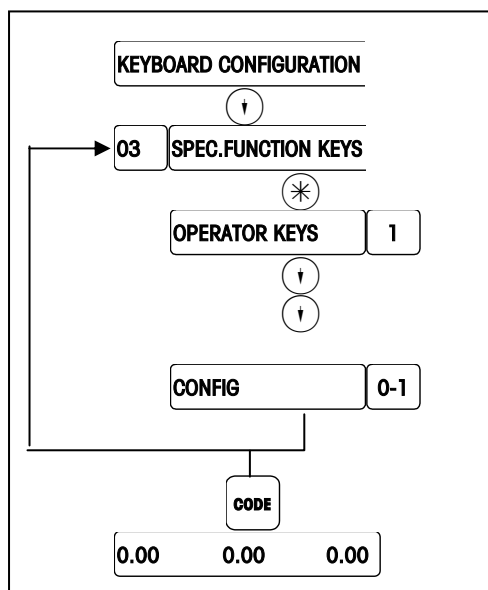 KEYBOARD CONFIGURATION
03 SPEC.FUNCTION KEYS
OPERATOR KEYS 1
CONFIG 0-1
CODE
0.00 0.00 0.00